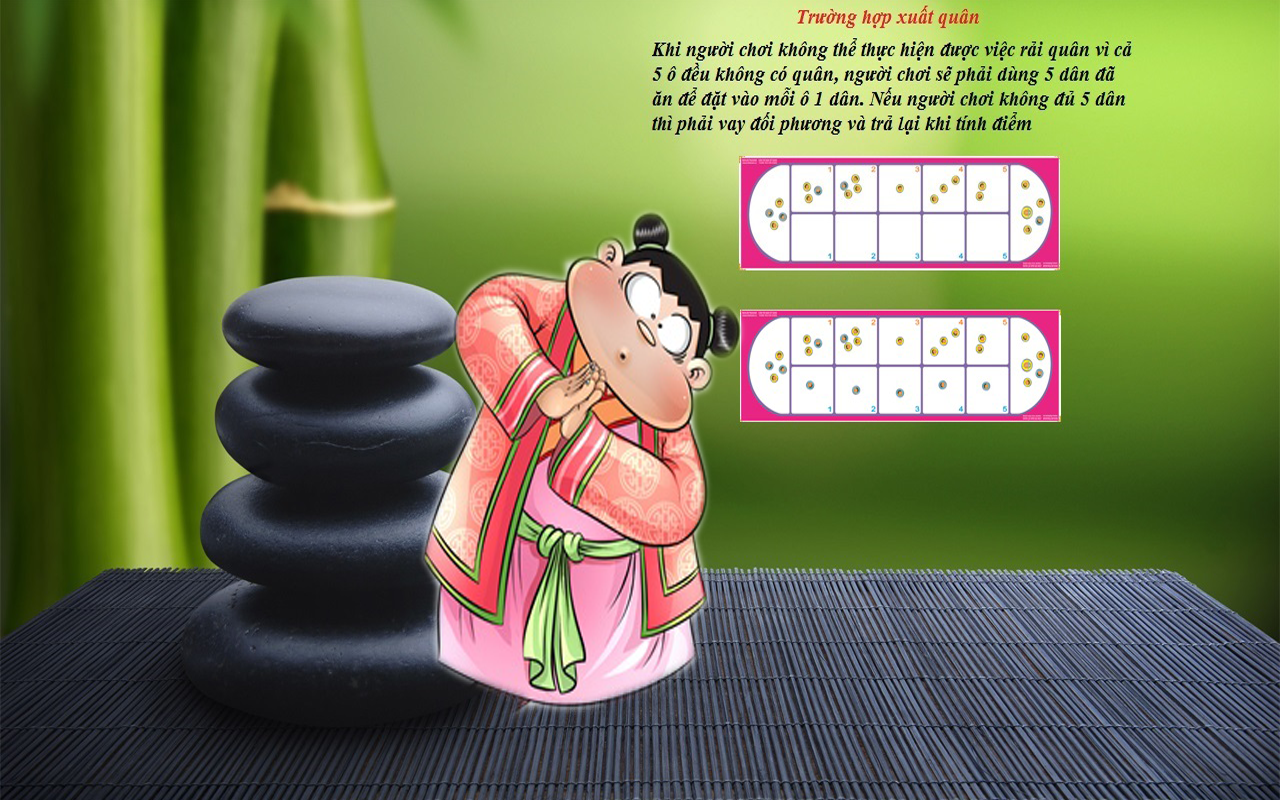 Trường hợp xuất quân
Khi người chơi không thể thực hiện được việc rải quân vì cả
5 ô đều không có quân, người chơi sẽ phải dùng 5 dân đã
ăn để đặt vào mỗi ô 1 dân. Nếu người chơi không đủ 5 dân
thì phải vay đối phương và trả lại khi tính điểm
1 2 3 4 5
1 2 3 4 5
1 2 3 4 5
1 2 3 4 5